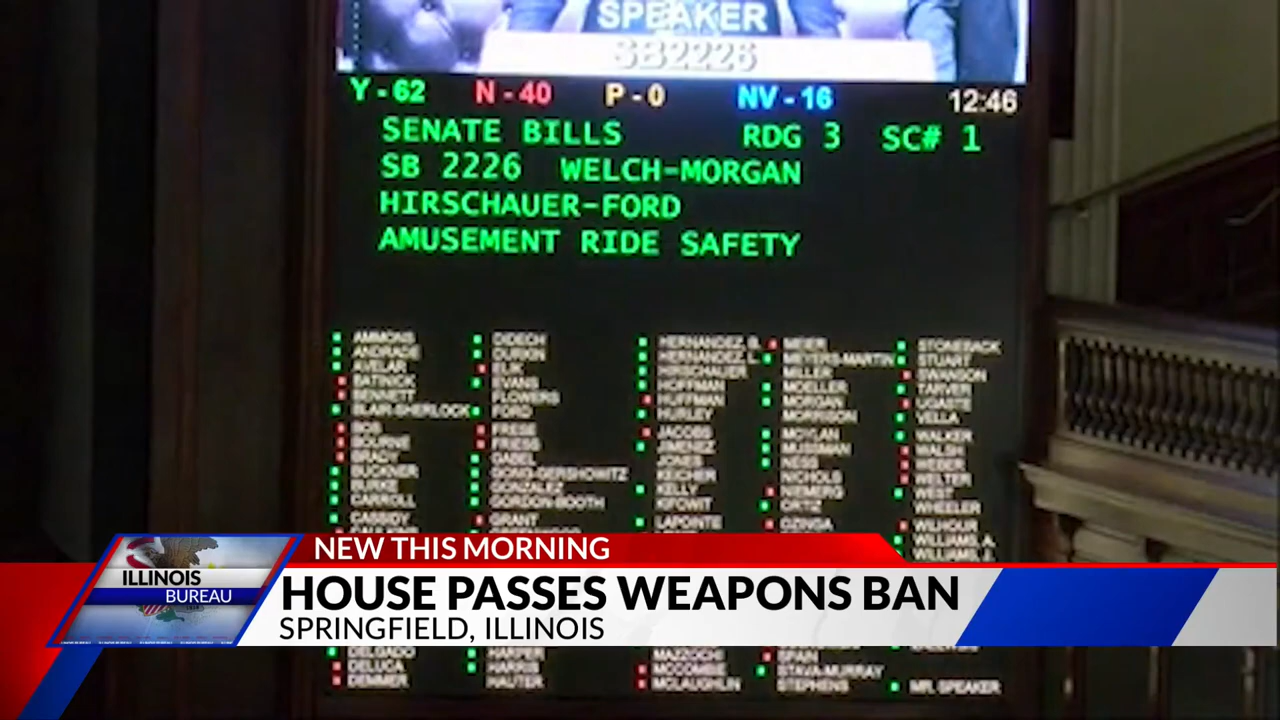 SPEAKER
SB2226
Y - 62 N - 40 P - 0 NV - 16 12:46
SENATE BILLS RDG 3 SC# 1
SB 2226 WELCH-MORGAN
HIRSCHAUER-FORD
AMUSEMENT RIDE SAFETY
AMMONS DIDECH HERNANDEZ, B. MEIER STONEBACK
ANDRADE DURKIN HERNANDEZ, L. MEYERS-MARTIN STUART
AVELAR ELIK HIRSCHAUER MILLER SWANSON
BATINICK EVANS HOFFMAN MOELLER TARVER
BENNETT FLOWERS HUFFMAN MORGAN UGASTE
BLAIR-SHERLOCK FORD HURLEY MORRISON VELLA
BOS FRESE JACOBS MOYLAN WALKER
BOURNE FRIESS JIMENEZ MUSSMAN WALSH
BRADY GABEL JONES NESS WEBER
BUCKNER GONG-GERSHOWITZ KEICHER NICHOLS WELTER
BURKE GONZALEZ KELLY NIEMERG WEST
CARROLL GORDON-BOOTH KIFOWIT ORTIZ WHEELER
CASSIDY GRANT LAPOINTE OZINGA WILHOUR
WILLIAMS, A.
WILLIAMS, J.
NEW THIS MORNING
ILLINOIS
BUREAU
HOUSE PASSES WEAPONS BAN
SPRINGFIELD, ILLINOIS
DELGADO HARPER MAZZOCHI SPAIN
DELUCA HARRIS MCCOMBIE STAVA-MURRAY
DEMMER HAUTER MCLAUGHLIN STEPHENS MR. SPEAKER